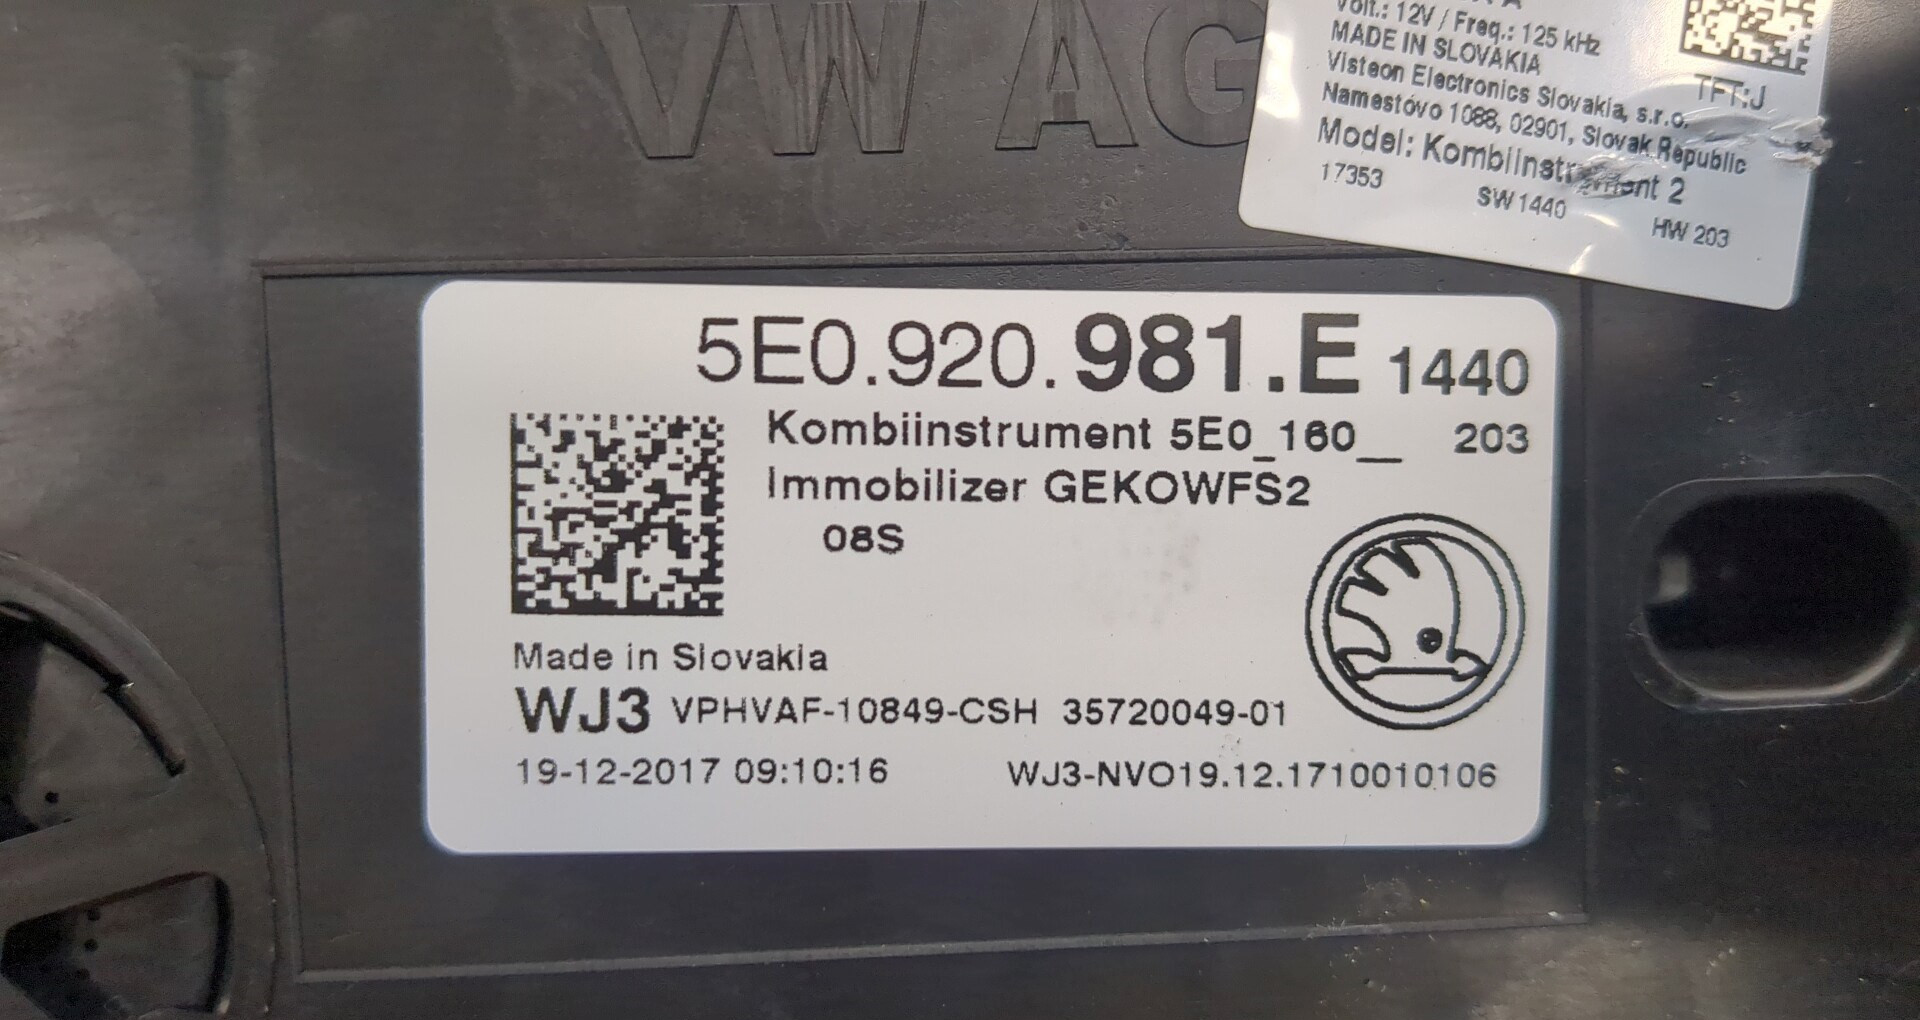 VW AG
Volt.: 12V / Freq.: 125 kHz
MADE IN SLOVAKIA
Visteon Electronics Slovakia, s.r.o.
Namestovo 1088, 02901, Slovak Republic
TFT:J
Model: Kombiinstrument 2
17353 SW 1440 HW 203
5E0.920.981.E 1440
Kombiinstrument 5E0_160__ 203
Immobilizer GEKOWFS2
08S
Made in Slovakia
WJ3 VPHVAF-10849-CSH 35720049-01
19-12-2017 09:10:16 WJ3-NVO19.12.1710010106